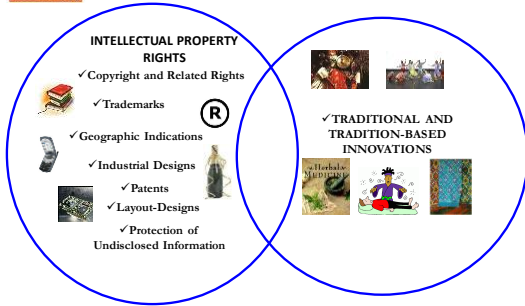 INTELLECTUAL PROPERTY
RIGHTS
✓Copyright and Related Rights
✓Trademarks
®
✓Geographic Indications
✓Industrial Designs
✓Patents
✓Layout-Designs
✓Protection of
Undisclosed Information
✓TRADITIONAL AND
TRADITION-BASED
INNOVATIONS
Herbal
MEDICINE